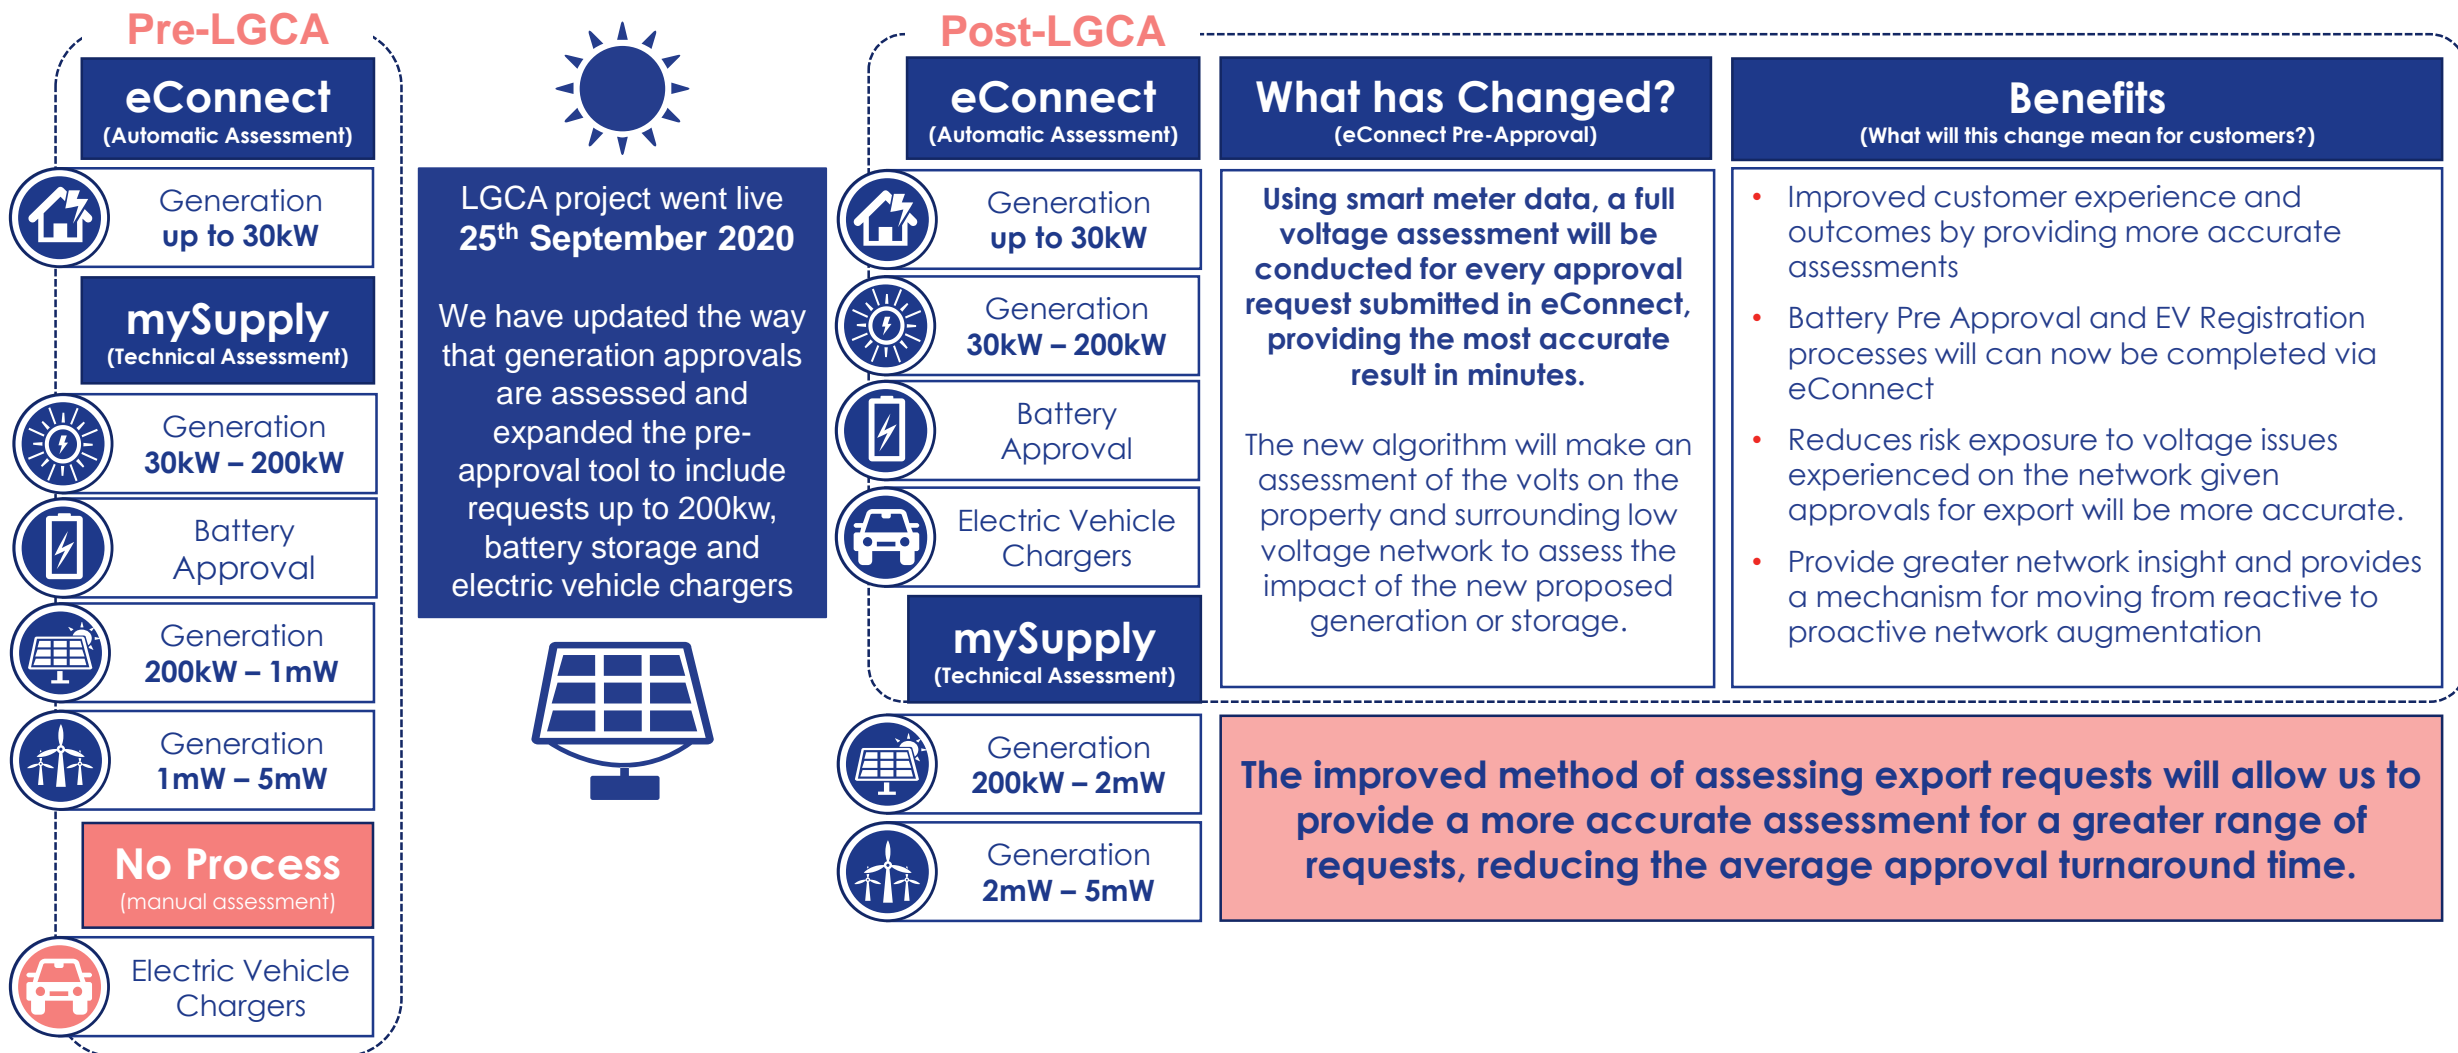 Pre-LGCA
eConnect
(Automatic Assessment)
Generation
up to 30kW
mySupply
(Technical Assessment)
Generation
30kW – 200kW
Battery
Approval
Generation
200kW – 1mW
Generation
1mW – 5mW
No Process
(manual assessment)
Electric Vehicle
Chargers
LGCA project went live
25th September 2020
We have updated the way
that generation approvals
are assessed and
expanded the pre-
approval tool to include
requests up to 200kw,
battery storage and
electric vehicle chargers
Post-LGCA
eConnect
(Automatic Assessment)
Generation
up to 30kW
Generation
30kW – 200kW
Battery
Approval
Electric Vehicle
Chargers
mySupply
(Technical Assessment)
Generation
200kW – 2mW
Generation
2mW – 5mW
What has Changed?
(eConnect Pre-Approval)
Using smart meter data, a full
voltage assessment will be
conducted for every approval
request submitted in eConnect,
providing the most accurate
result in minutes.
The new algorithm will make an
assessment of the volts on the
property and surrounding low
voltage network to assess the
impact of the new proposed
generation or storage.
Benefits
(What will this change mean for customers?)
• Improved customer experience and
outcomes by providing more accurate
assessments
• Battery Pre Approval and EV Registration
processes will can now be completed via
eConnect
• Reduces risk exposure to voltage issues
experienced on the network given
approvals for export will be more accurate.
• Provide greater network insight and provides
a mechanism for moving from reactive to
proactive network augmentation
The improved method of assessing export requests will allow us to
provide a more accurate assessment for a greater range of
requests, reducing the average approval turnaround time.